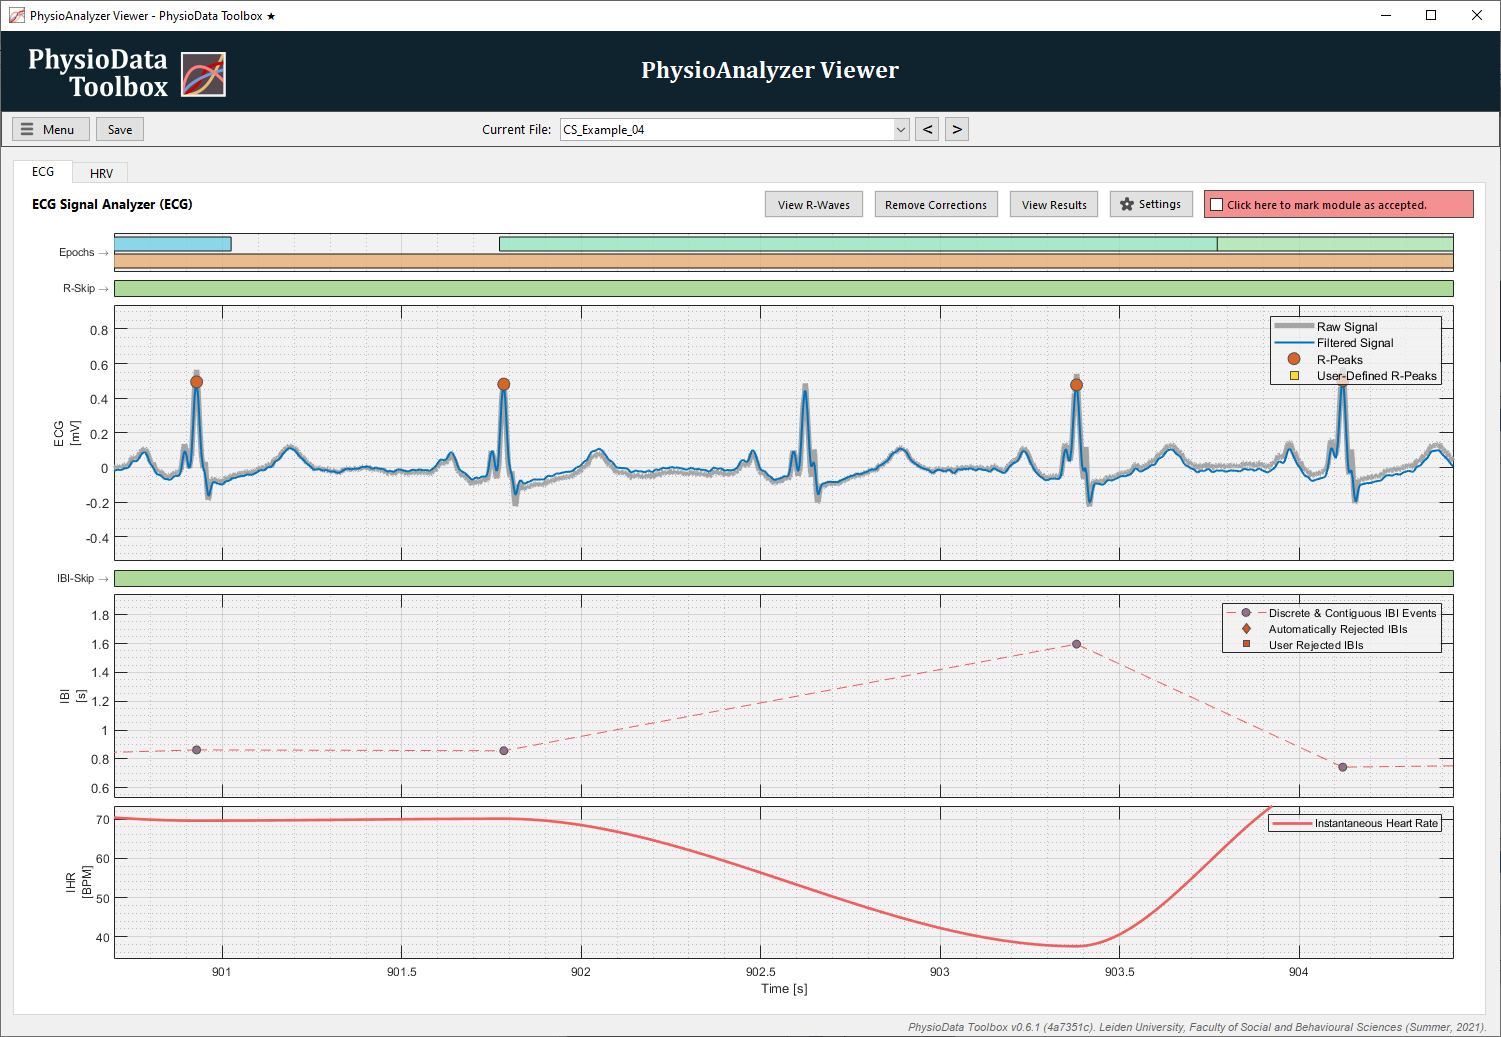 PhysioAnalyzer Viewer - PhysioData Toolbox ★
PhysioData
Toolbox
PhysioAnalyzer Viewer
Menu
Save
Current File:
CS_Example_04
<
>
ECG
HRV
ECG Signal Analyzer (ECG)
View R-Waves
Remove Corrections
View Results
Settings
Click here to mark module as accepted.
Epochs →
R-Skip →
0.8
0.6
0.4
0.2
0
-0.2
-0.4
ECG
[mV]
Raw Signal
Filtered Signal
R-Peaks
User-Defined R-Peaks
IBI-Skip →
1.8
1.6
1.4
1.2
1
0.8
0.6
IBI
[s]
Discrete & Contiguous IBI Events
Automatically Rejected IBIs
User Rejected IBIs
70
60
50
40
IHR
[BPM]
Instantaneous Heart Rate
901
901.5
902
902.5
903
903.5
904
Time [s]
PhysioData Toolbox v0.6.1 (4a7351c). Leiden University, Faculty of Social and Behavioural Sciences (Summer, 2021).